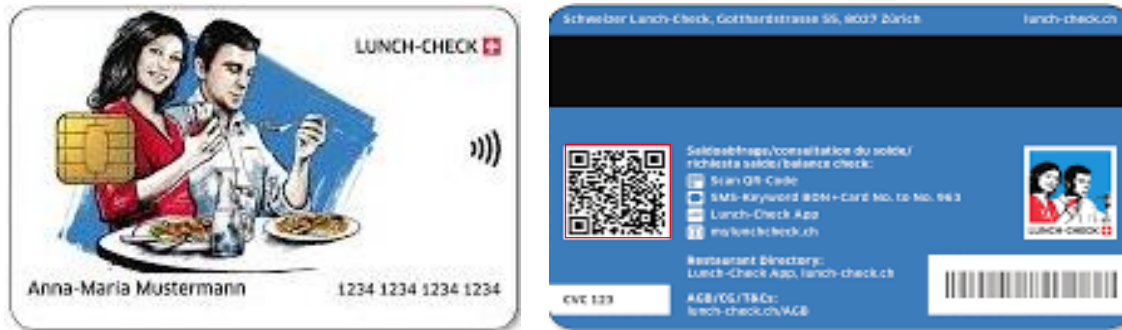 LUNCH-CHECK
Anna-Maria Mustermann
1234 1234 1234 1234
Schweizer Lunch-Check, Gotthardstrasse 55, 8027 Zürich
lunch-check.ch
Saldoabfrage/consultation du solde/
richiesta saldo/balance check:
Scan QR-Code
SMS-Keyword BON+Card No. to No. 963
Lunch-Check App
mylunchcheck.ch
LUNCH-CHECK
Restaurant Directory:
Lunch-Check App, lunch-check.ch
CVC 123
AGB/CG/T&Cs:
lunch-check.ch/AGB